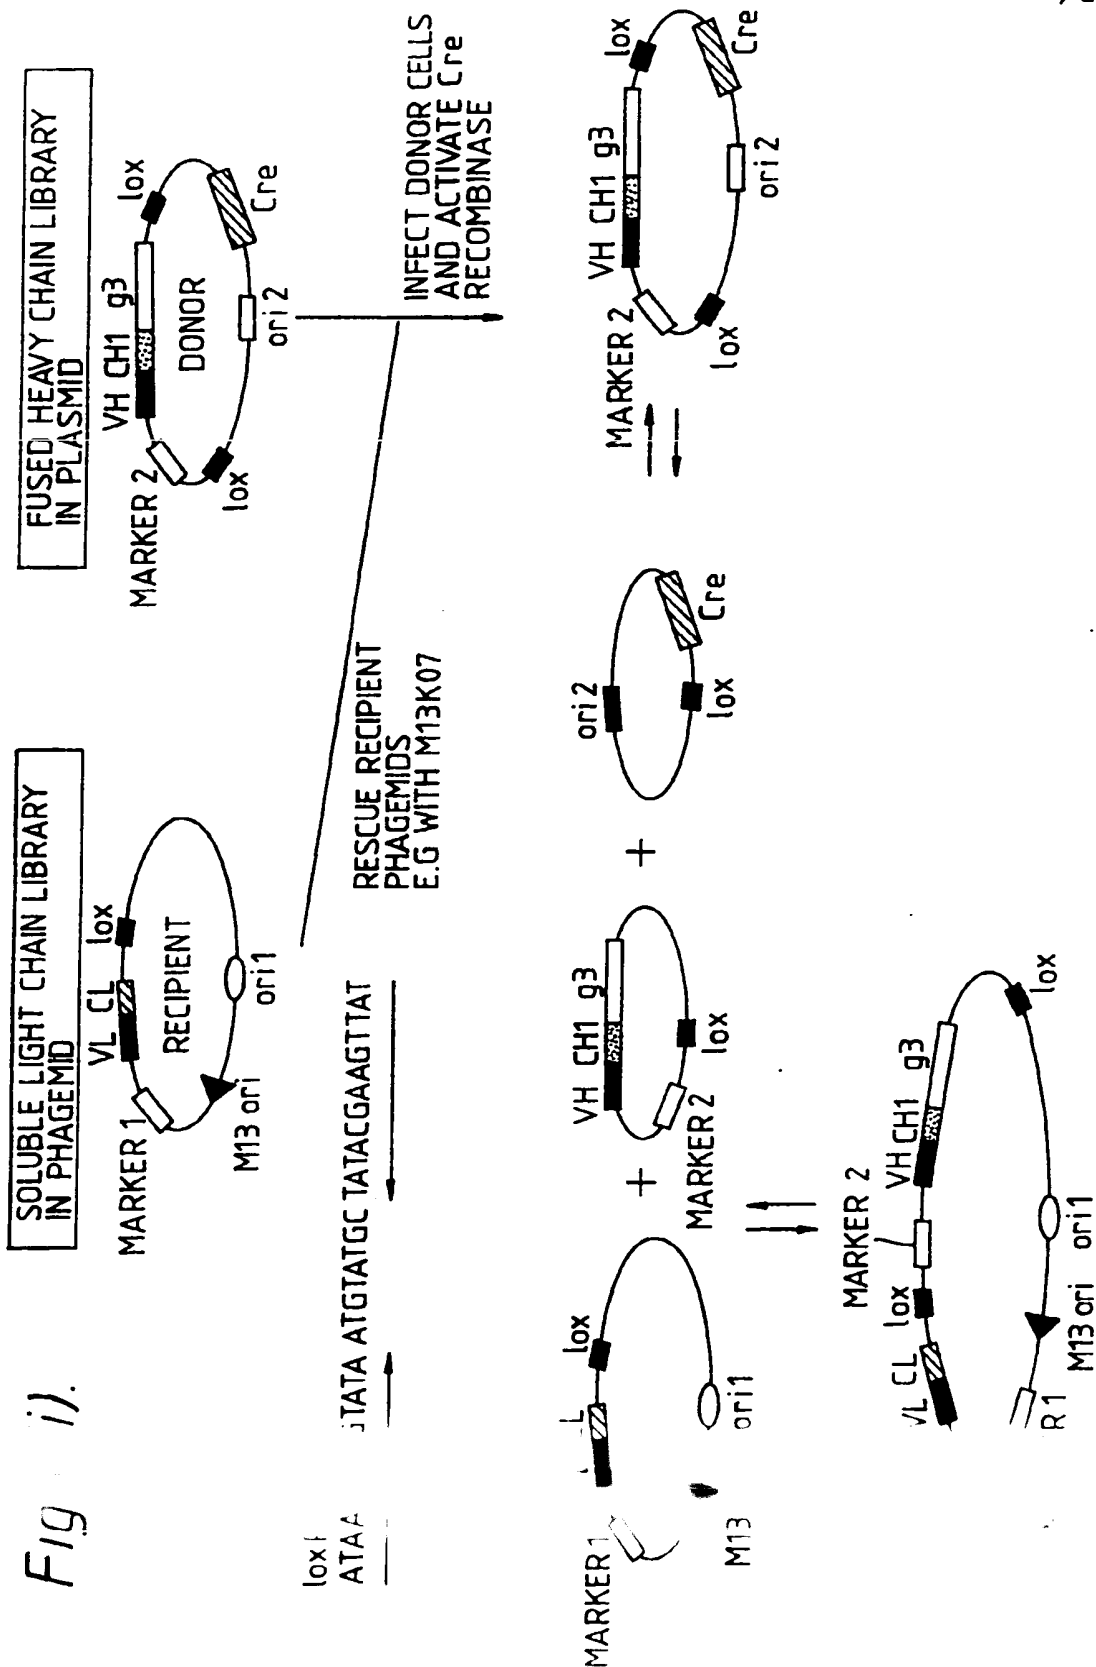 Fig i).
SOLUBLE LIGHT CHAIN LIBRARY
IN PHAGEMID
MARKER 1
VL CL
lox
RECIPIENT
M13 ori
ori1
FUSED HEAVY CHAIN LIBRARY
IN PLASMID
MARKER 2
VH CH1 g3
lox
DONOR
lox
ori 2
Cre
lox
ATAA
TATA ATGTATGC TATACGAAGTTAT
RESCUE RECIPIENT
PHAGEMIDS
E.G WITH M13K07
INFECT DONOR CELLS
AND ACTIVATE Cre
RECOMBINASE
MARKER 1
L
lox
M13
ori1
+
VH CH1 g3
MARKER 2
lox
+
ori 2
lox
Cre
MARKER 2
VH CH1 g3
lox
lox
ori 2
Cre
MARKER 2
VL CL
lox
VH CH1
g3
lox
R 1
M13 ori
ori1